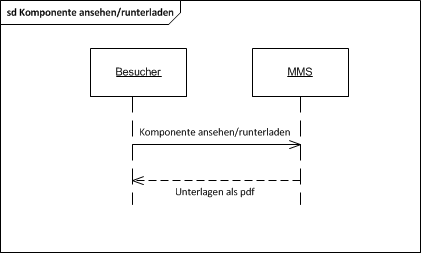 sd Komponente ansehen/runterladen
Besucher
MMS
Komponente ansehen/runterladen
Unterlagen als pdf